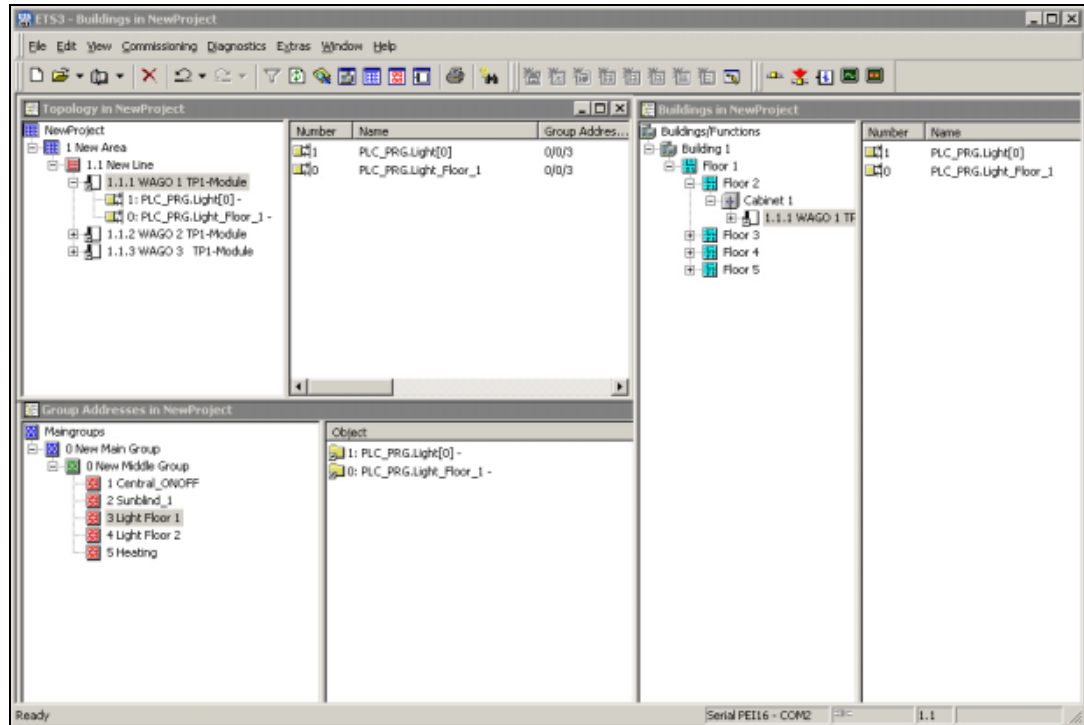 ETS3 - Buildings in NewProject
File Edit View Commissioning Diagnostics Extras Window Help
Topology in NewProject
NewProject
1 New Area
1.1 New Line
1.1.1 WAGO 1 TP1-Module
1: PLC_PRG.Light[0] -
0: PLC_PRG.Light_Floor_1 -
1.1.2 WAGO 2 TP1-Module
1.1.3 WAGO 3 TP1-Module
Number Name Group Addres...
1 PLC_PRG.Light[0] 0/0/3
0 PLC_PRG.Light_Floor_1 0/0/3
Buildings in NewProject
Buildings/Functions
Building 1
Floor 1
Floor 2
Cabinet 1
1.1.1 WAGO 1 TP
Floor 3
Floor 4
Floor 5
Number Name
1 PLC_PRG.Light[0]
0 PLC_PRG.Light_Floor_1
Group Addresses in NewProject
Maingroups
0 New Main Group
0 New Middle Group
1 Central_ONOFF
2 Sunblind_1
3 Light Floor 1
4 Light Floor 2
5 Heating
Object
1: PLC_PRG.Light[0] -
0: PLC_PRG.Light_Floor_1 -
Ready
Serial PEI16 - COM2
1.1